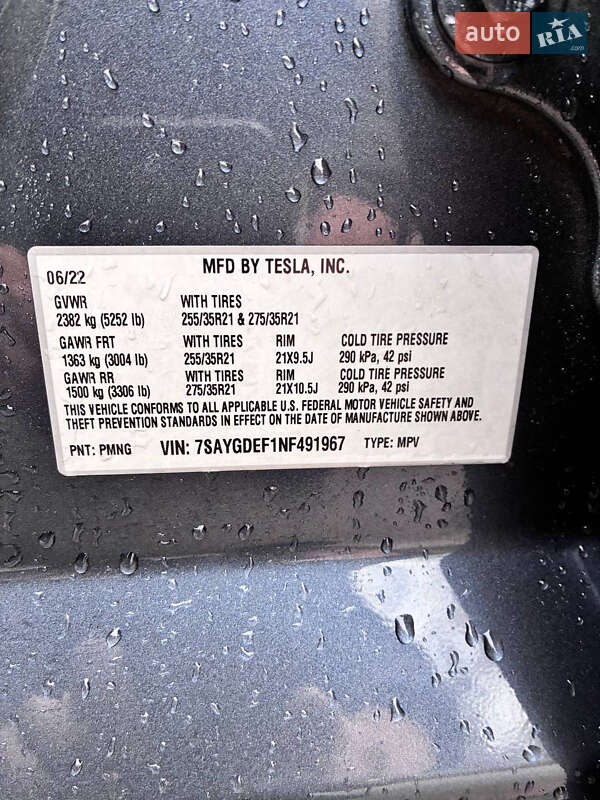 auto RIA.com
MFD BY TESLA, INC.
06/22
GVWR WITH TIRES
2382 kg (5252 lb) 255/35R21 & 275/35R21
GAWR FRT WITH TIRES RIM COLD TIRE PRESSURE
1363 kg (3004 lb) 255/35R21 21X9.5J 290 kPa, 42 psi
GAWR RR WITH TIRES RIM COLD TIRE PRESSURE
1500 kg (3306 lb) 275/35R21 21X10.5J 290 kPa, 42 psi
THIS VEHICLE CONFORMS TO ALL APPLICABLE U.S. FEDERAL MOTOR VEHICLE SAFETY AND
THEFT PREVENTION STANDARDS IN EFFECT ON THE DATE OF MANUFACTURE SHOWN ABOVE.
PNT: PMNG VIN: 7SAYGDEF1NF491967 TYPE: MPV